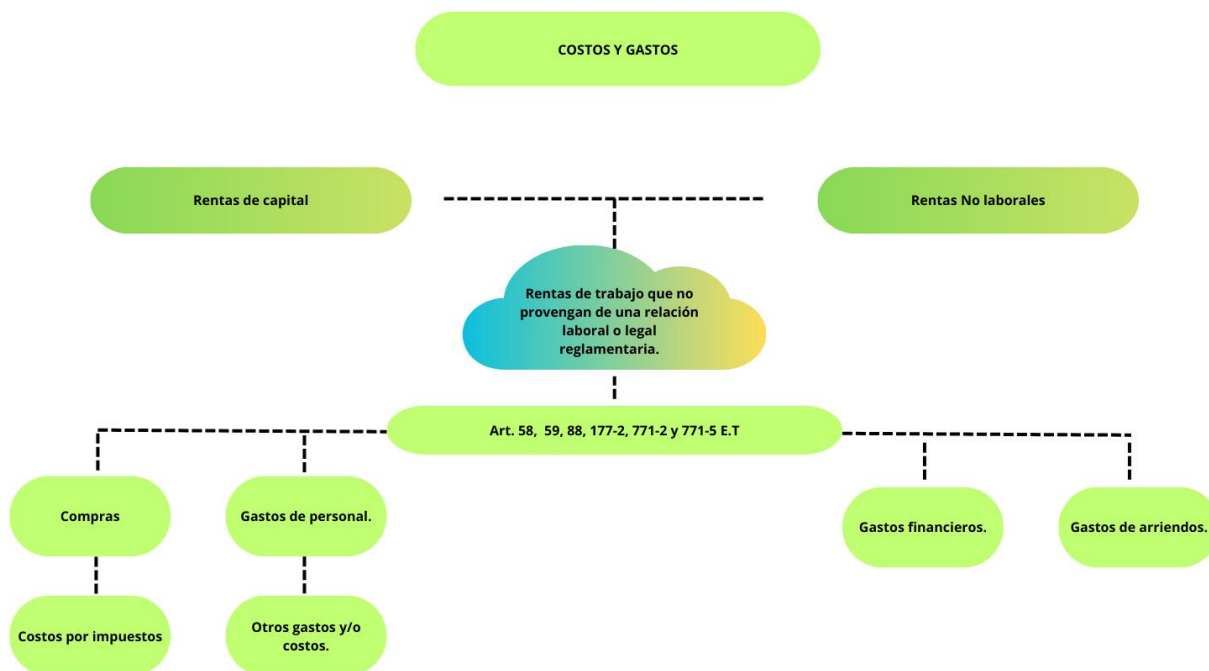 COSTOS Y GASTOS
Rentas de capital
Rentas No laborales
Rentas de trabajo que no
provengan de una relación
laboral o legal
reglamentaria.
Art. 58, 59, 88, 177-2, 771-2 y 771-5 E.T
Compras
Gastos de personal.
Gastos financieros.
Gastos de arriendos.
Costos por impuestos
Otros gastos y/o
costos.